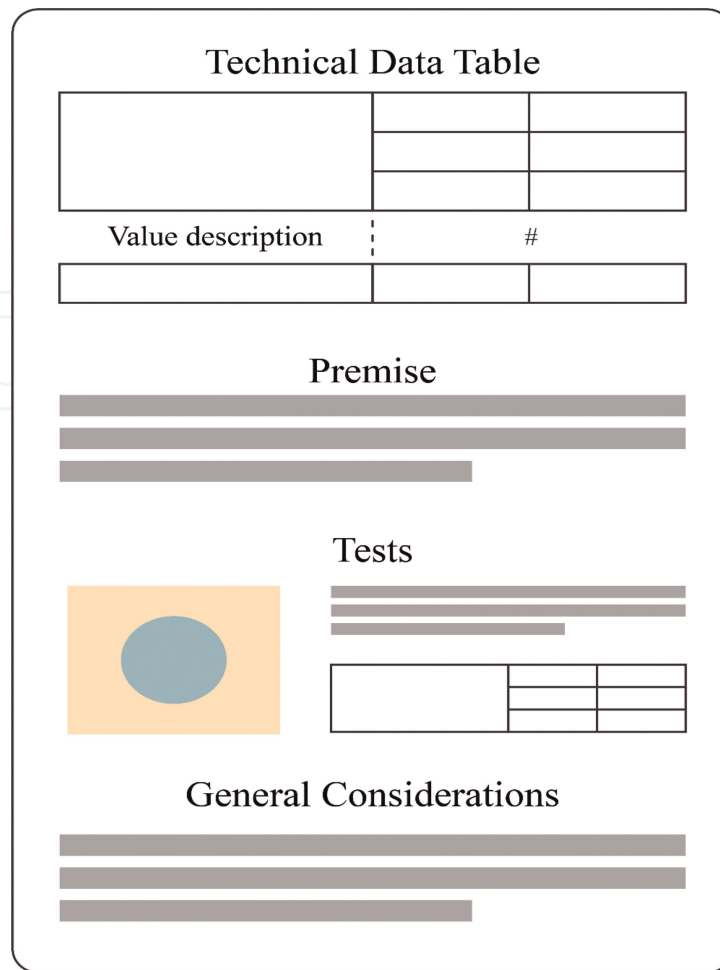 Technical Data Table
Value description #
Premise
Tests
General Considerations